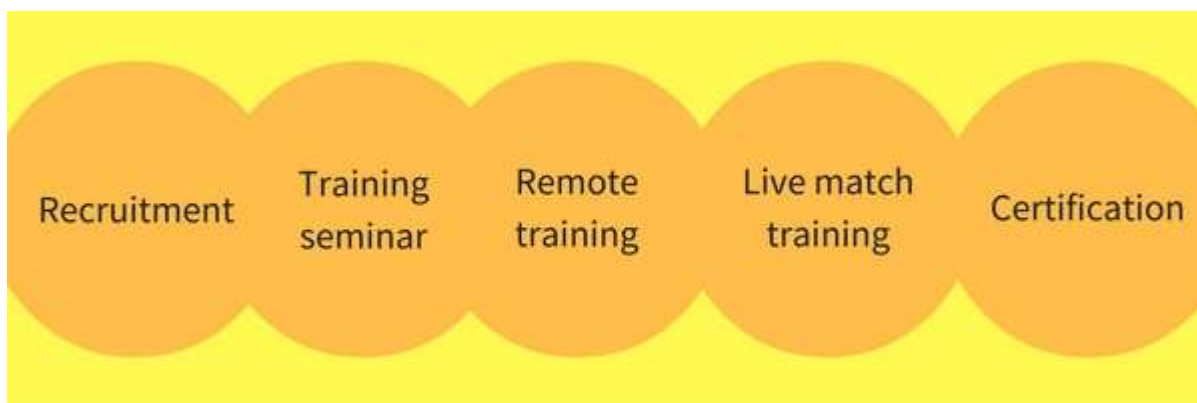 Recruitment
Training
seminar
Remote
training
Live match
training
Certification